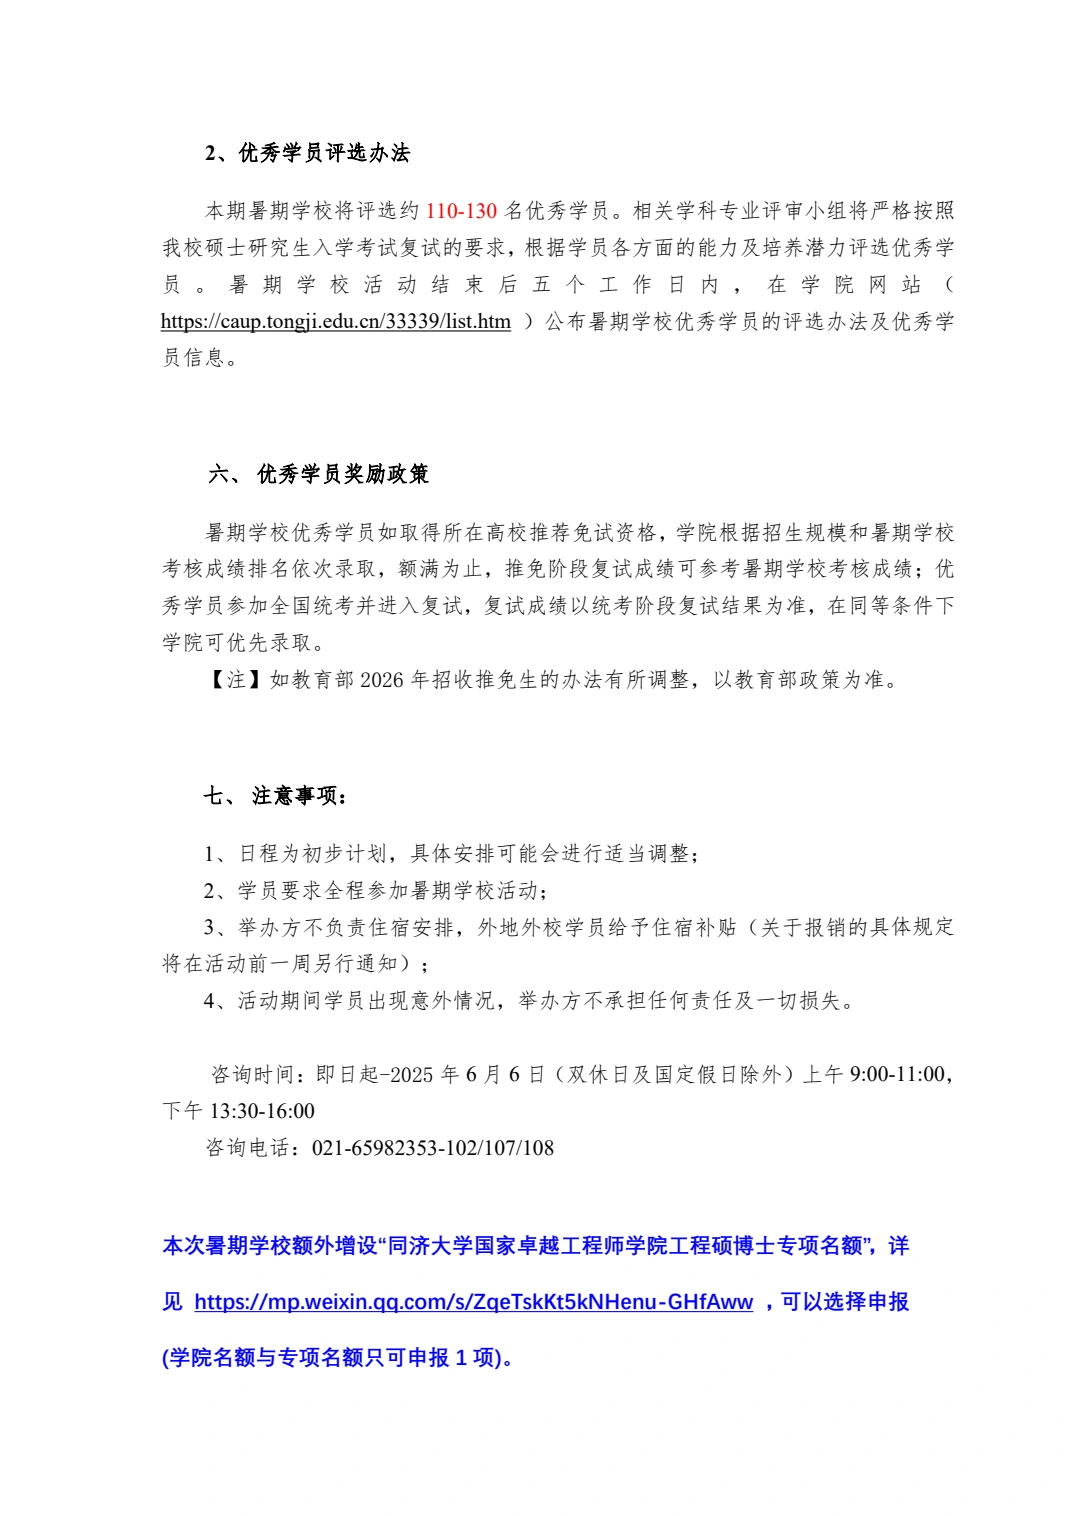 2、优秀学员评选办法
本期暑期学校将评选约 110-130 名优秀学员。相关学科专业评审小组将严格按照
我校硕士研究生入学考试复试的要求，根据学员各方面的能力及培养潜力评选优秀学
员。暑期学校活动结束后五个工作日内，在学院网站（
https://caup.tongji.edu.cn/33339/list.htm ）公布暑期学校优秀学员的评选办法及优秀学
员信息。
六、 优秀学员奖励政策
暑期学校优秀学员如取得所在高校推荐免试资格，学院根据招生规模和暑期学校
考核成绩排名依次录取，额满为止，推免阶段复试成绩可参考暑期学校考核成绩；优
秀学员参加全国统考并进入复试，复试成绩以统考阶段复试结果为准，在同等条件下
学院可优先录取。
【注】如教育部 2026 年招收推免生的办法有所调整，以教育部政策为准。
七、 注意事项：
1、日程为初步计划，具体安排可能会进行适当调整；
2、学员要求全程参加暑期学校活动；
3、举办方不负责住宿安排，外地外校学员给予住宿补贴（关于报销的具体规定
将在活动前一周另行通知）；
4、活动期间学员出现意外情况，举办方不承担任何责任及一切损失。
咨询时间：即日起-2025 年 6 月 6 日（双休日及国定假日除外）上午 9:00-11:00，
下午 13:30-16:00
咨询电话：021-65982353-102/107/108
本次暑期学校额外增设“同济大学国家卓越工程师学院工程硕博士专项名额”，详
见 https://mp.weixin.qq.com/s/ZqeTskKt5kNHenu-GHfAww ，可以选择申报
(学院名额与专项名额只可申报 1 项)。